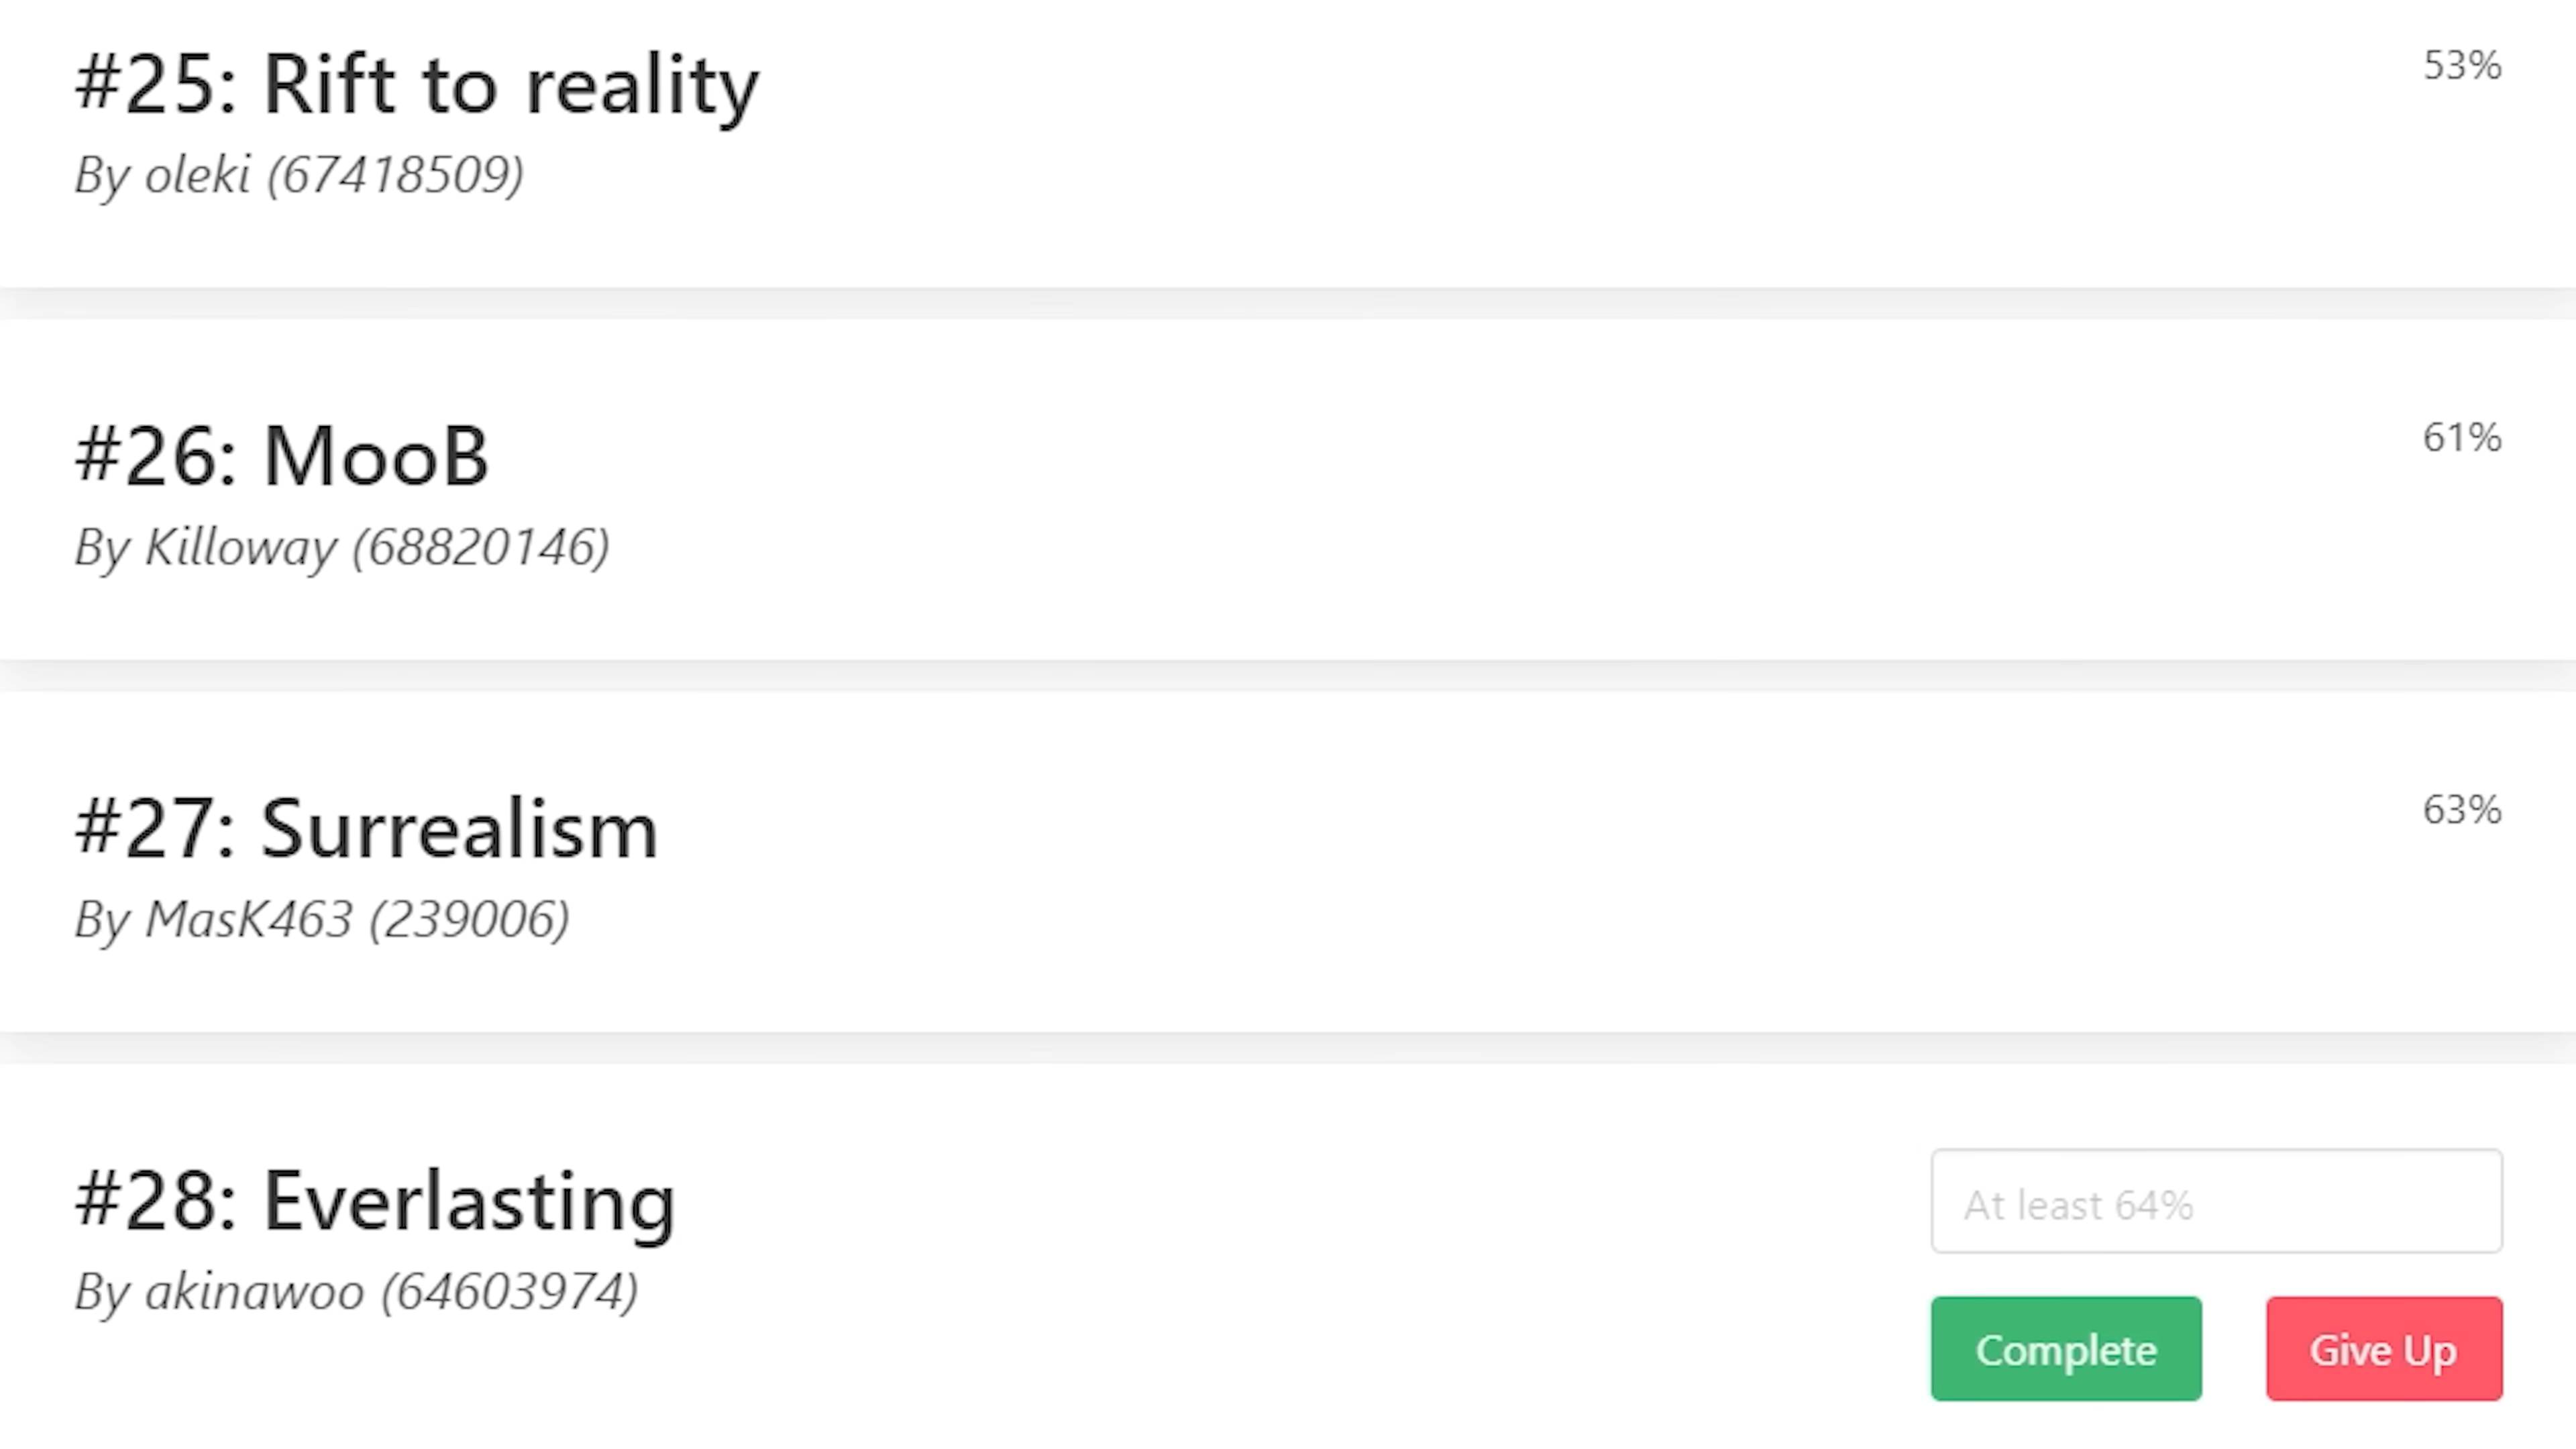 #25: Rift to reality
53%
By oleki (67418509)
#26: MooB
61%
By Killoway (68820146)
#27: Surrealism
63%
By MasK463 (239006)
#28: Everlasting
At least 64%
By akinawoo (64603974)
Complete
Give Up